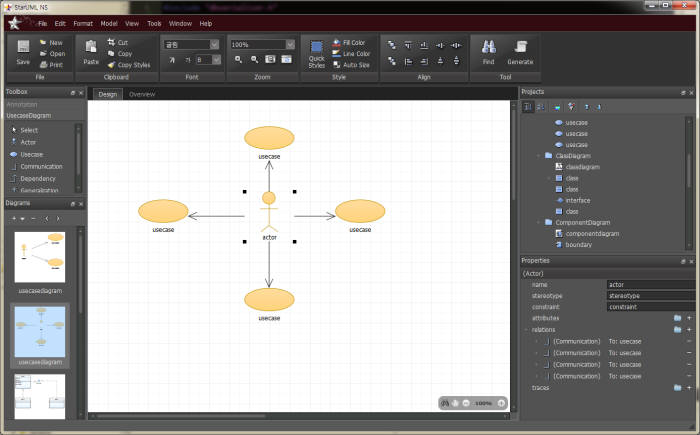 StarUML NS
File Edit Format Model View Tools Window Help
Save
New
Open
Print
File
Paste
Cut
Copy
Copy Styles
Clipboard
굴림
가 가 8
Font
100%
Zoom
Quick Styles
Fill Color
Line Color
Auto Size
Style
Align
Find
Generate
Tool
Toolbox
Annotation
UsecaseDiagram
Select
Actor
Usecase
Communication
Dependency
Generalization
Diagrams
usecasediagram
usecasediagram
Design Overview
usecase
usecase
actor
usecase
usecase
100%
Projects
usecase
usecase
usecase
ClassDiagram
classdiagram
class
class
interface
class
ComponentDiagram
componentdiagram
boundary
Properties
(Actor)
name actor
stereotype stereotype
constraint constraint
attributes
relations
(Communication) To: usecase
(Communication) To: usecase
(Communication) To: usecase
(Communication) To: usecase
traces